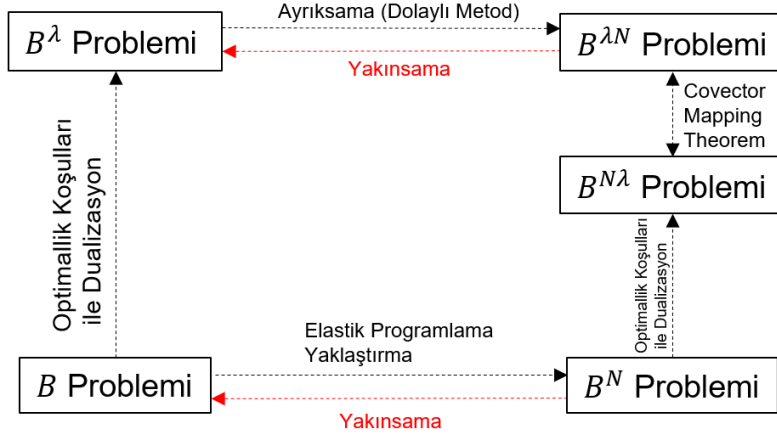 Ayrıksama (Dolaylı Metod)
B^λ Problemi
B^{λN} Problemi
Yakınsama
Covector
Mapping
Theorem
Optimallik Koşulları
ile Dualizasyon
B^{Nλ} Problemi
Optimallik Koşulları
ile Dualizasyon
Elastik Programlama
Yaklaştırma
B Problemi
B^N Problemi
Yakınsama